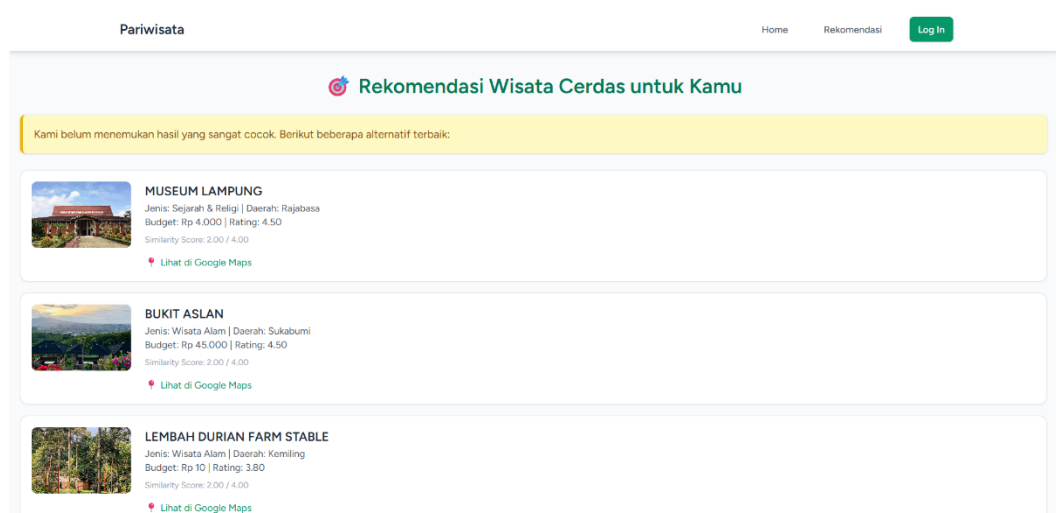 Pariwisata
Home
Rekomendasi
Log In
Rekomendasi Wisata Cerdas untuk Kamu
Kami belum menemukan hasil yang sangat cocok. Berikut beberapa alternatif terbaik:
MUSEUM LAMPUNG
Jenis: Sejarah & Religi | Daerah: Rajabasa
Budget: Rp 4.000 | Rating: 4.50
Similarity Score: 2.00 / 4.00
Lihat di Google Maps
BUKIT ASLAN
Jenis: Wisata Alam | Daerah: Sukabumi
Budget: Rp 45.000 | Rating: 4.50
Similarity Score: 2.00 / 4.00
Lihat di Google Maps
LEMBAH DURIAN FARM STABLE
Jenis: Wisata Alam | Daerah: Kemiling
Budget: Rp 10 | Rating: 3.80
Similarity Score: 2.00 / 4.00
Lihat di Google Maps